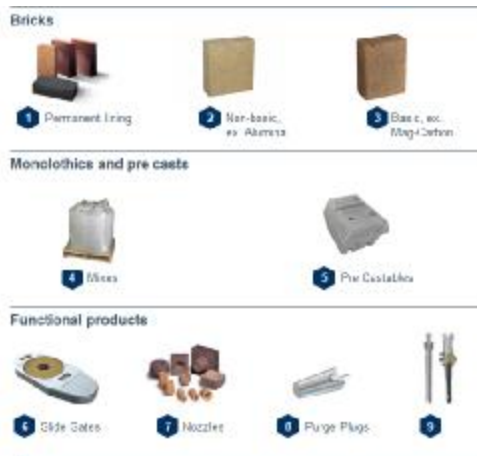 Bricks
1 Permanent lining
2 Non-basic,
ex. Alumina
3 Basic, ex.
Mag-Carbon
Monolothics and pre casts
4 Mixes
5 Pre Castables
Functional products
6 Slide Gates
7 Nozzles
8 Purge Plugs
9